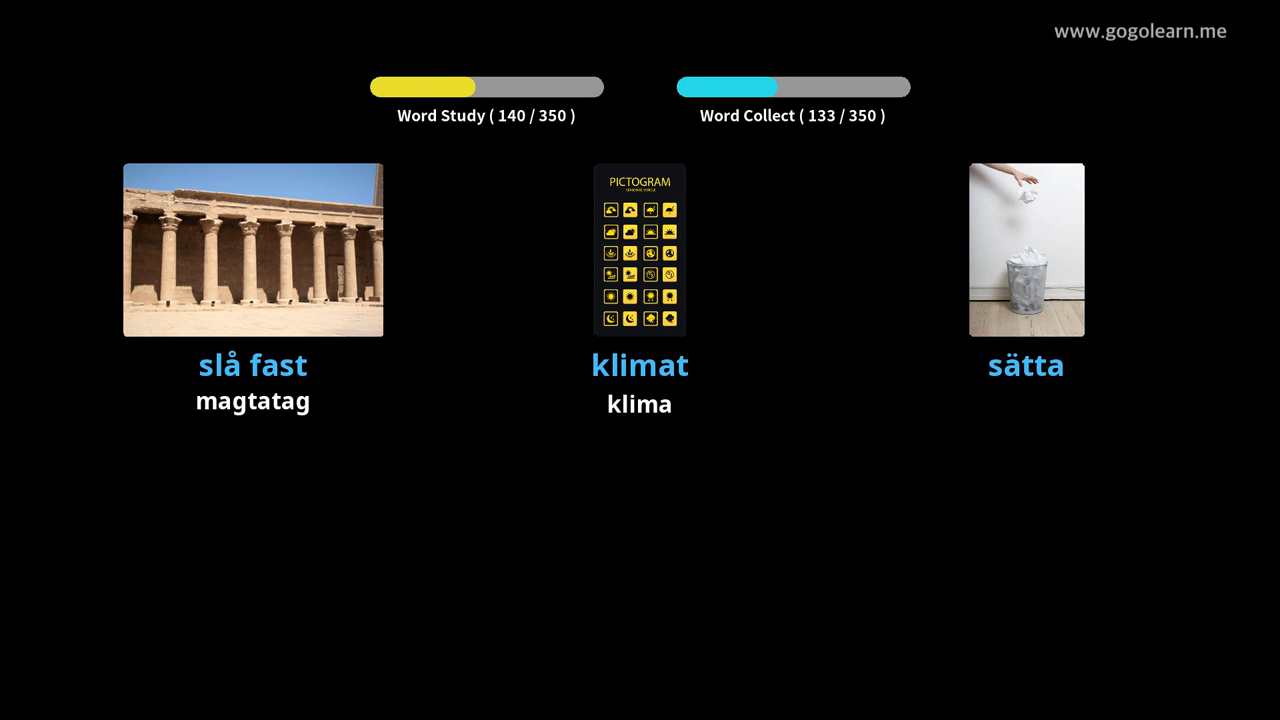 www.gogolearn.me
Word Study ( 140 / 350 )
Word Collect ( 133 / 350 )
PICTOGRAM
slå fast
klimat
sätta
magtatag
klima